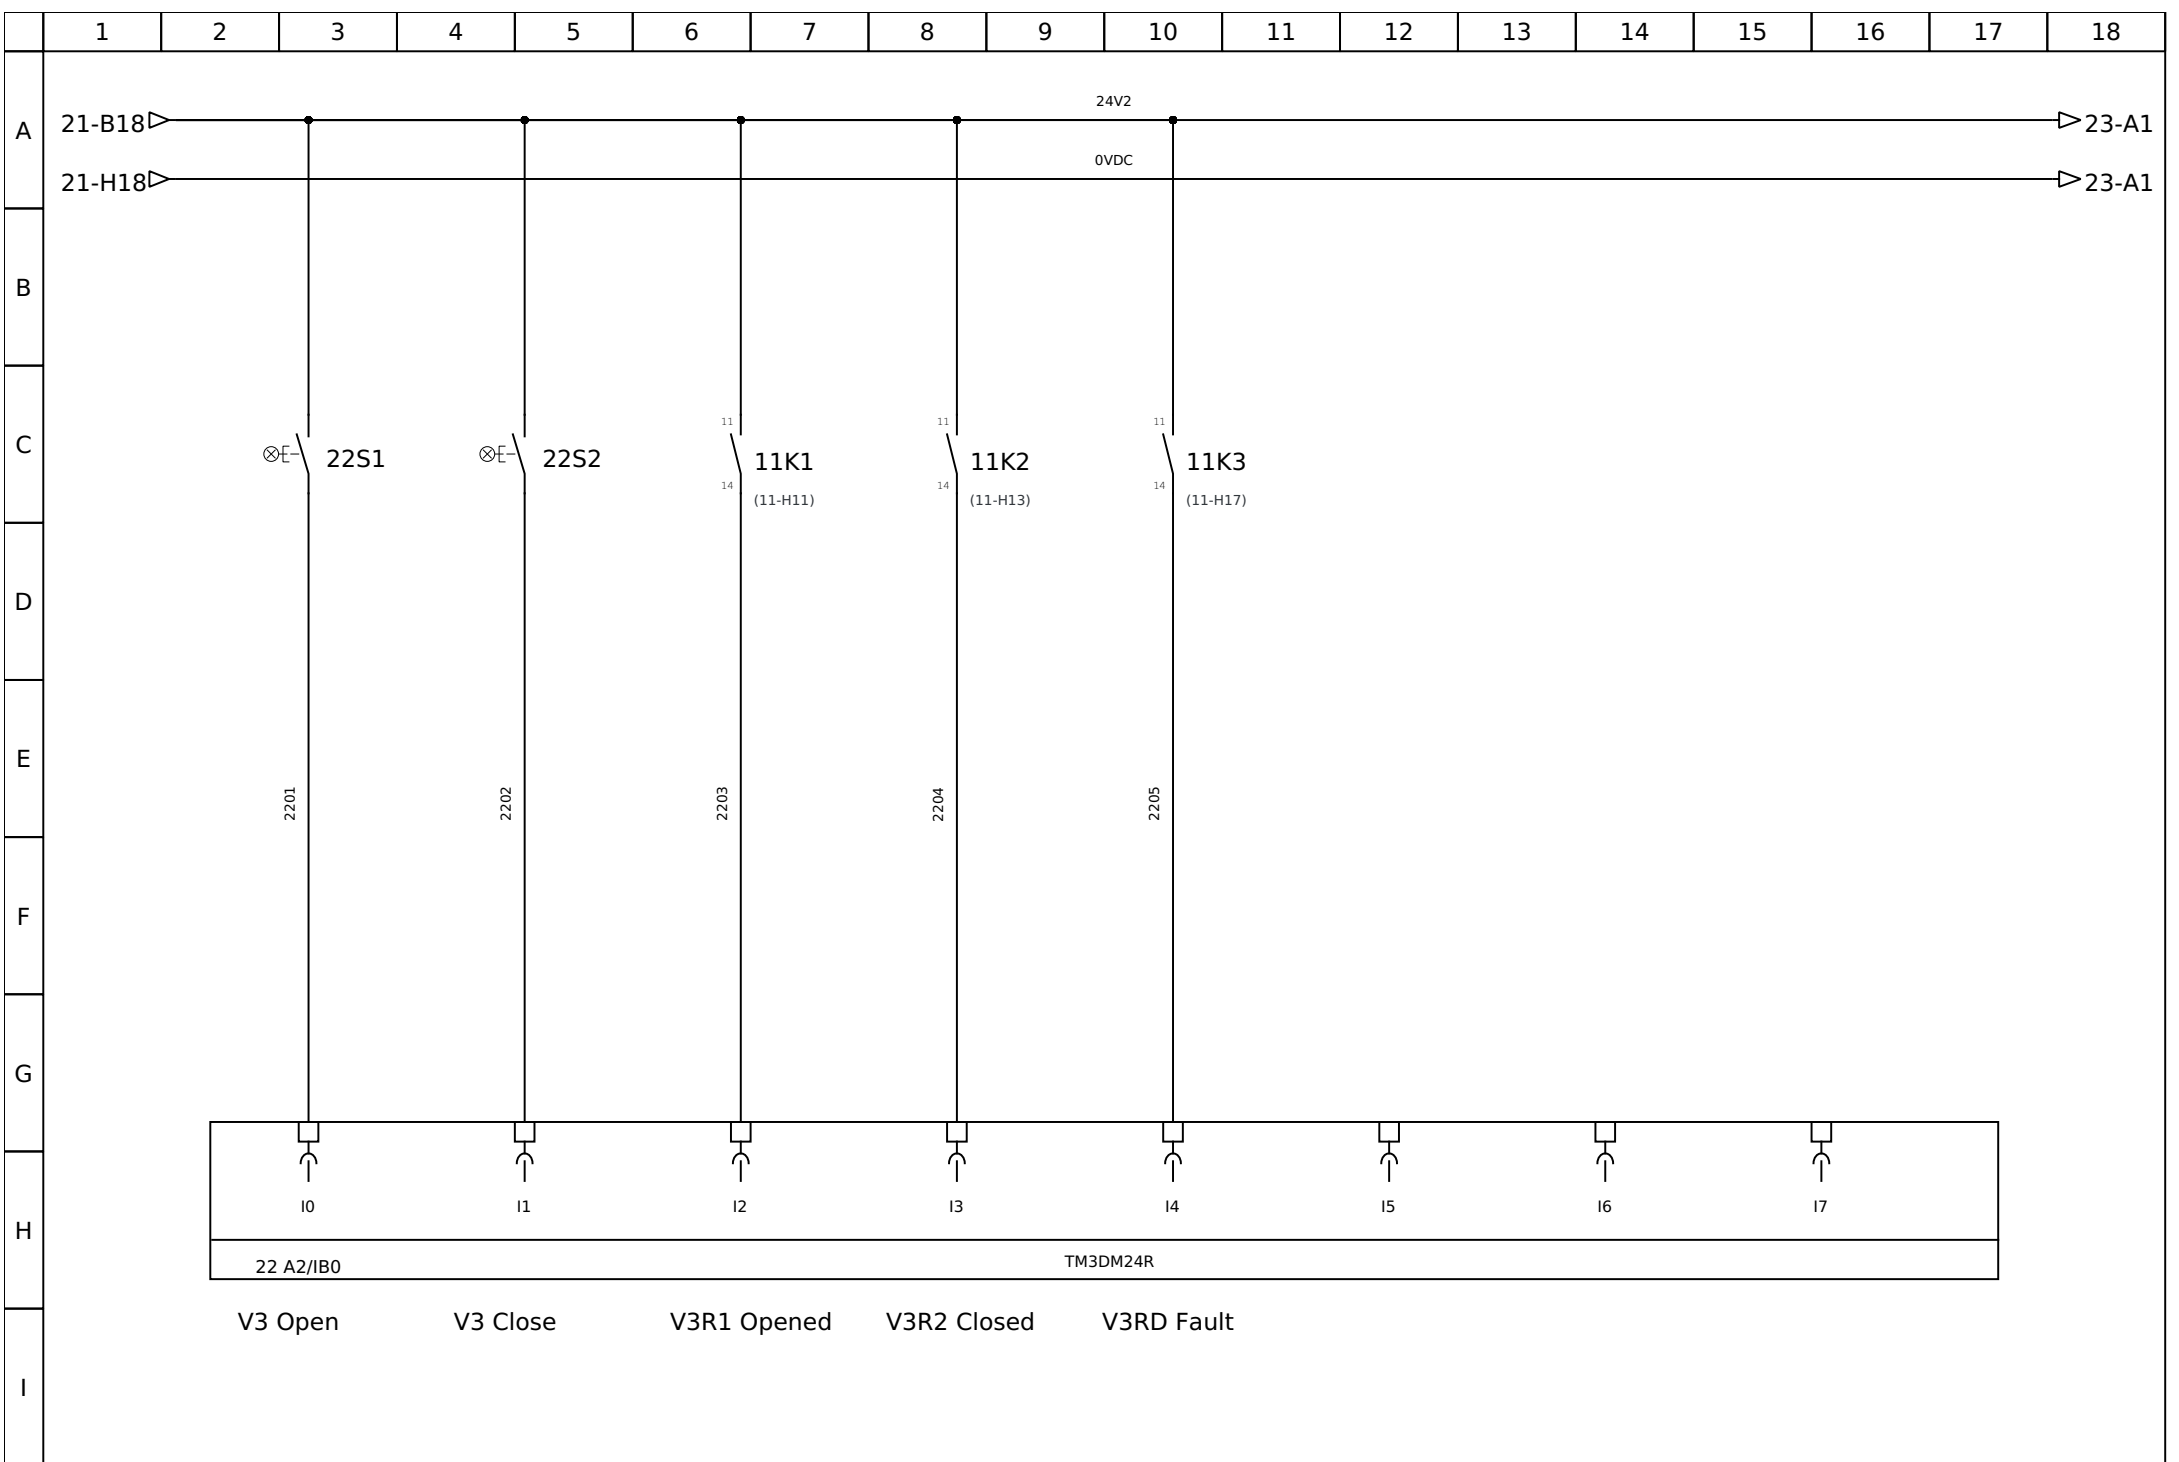 1 2 3 4 5 6 7 8 9 10 11 12 13 14 15 16 17 18
24V2
A 21-B18 23-A1
0VDC
21-H18 23-A1
B
11 11 11
C 22S1 22S2 11K1 11K2 11K3
14 14 14
(11-H11) (11-H13) (11-H17)
D
E
2201 2202 2203 2204 2205
F
G
I0 I1 I2 I3 I4 I5 I6 I7
H
22 A2/IB0 TM3DM24R
V3 Open V3 Close V3R1 Opened V3R2 Closed V3RD Fault
I